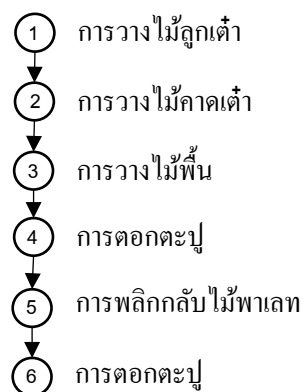 1 การวางไม้ลูกเต๋า
2 การวางไม้คาดเต๋า
3 การวางไม้พื้น
4 การตอกตะปู
5 การพลิกกลับไม้พาเลท
6 การตอกตะปู